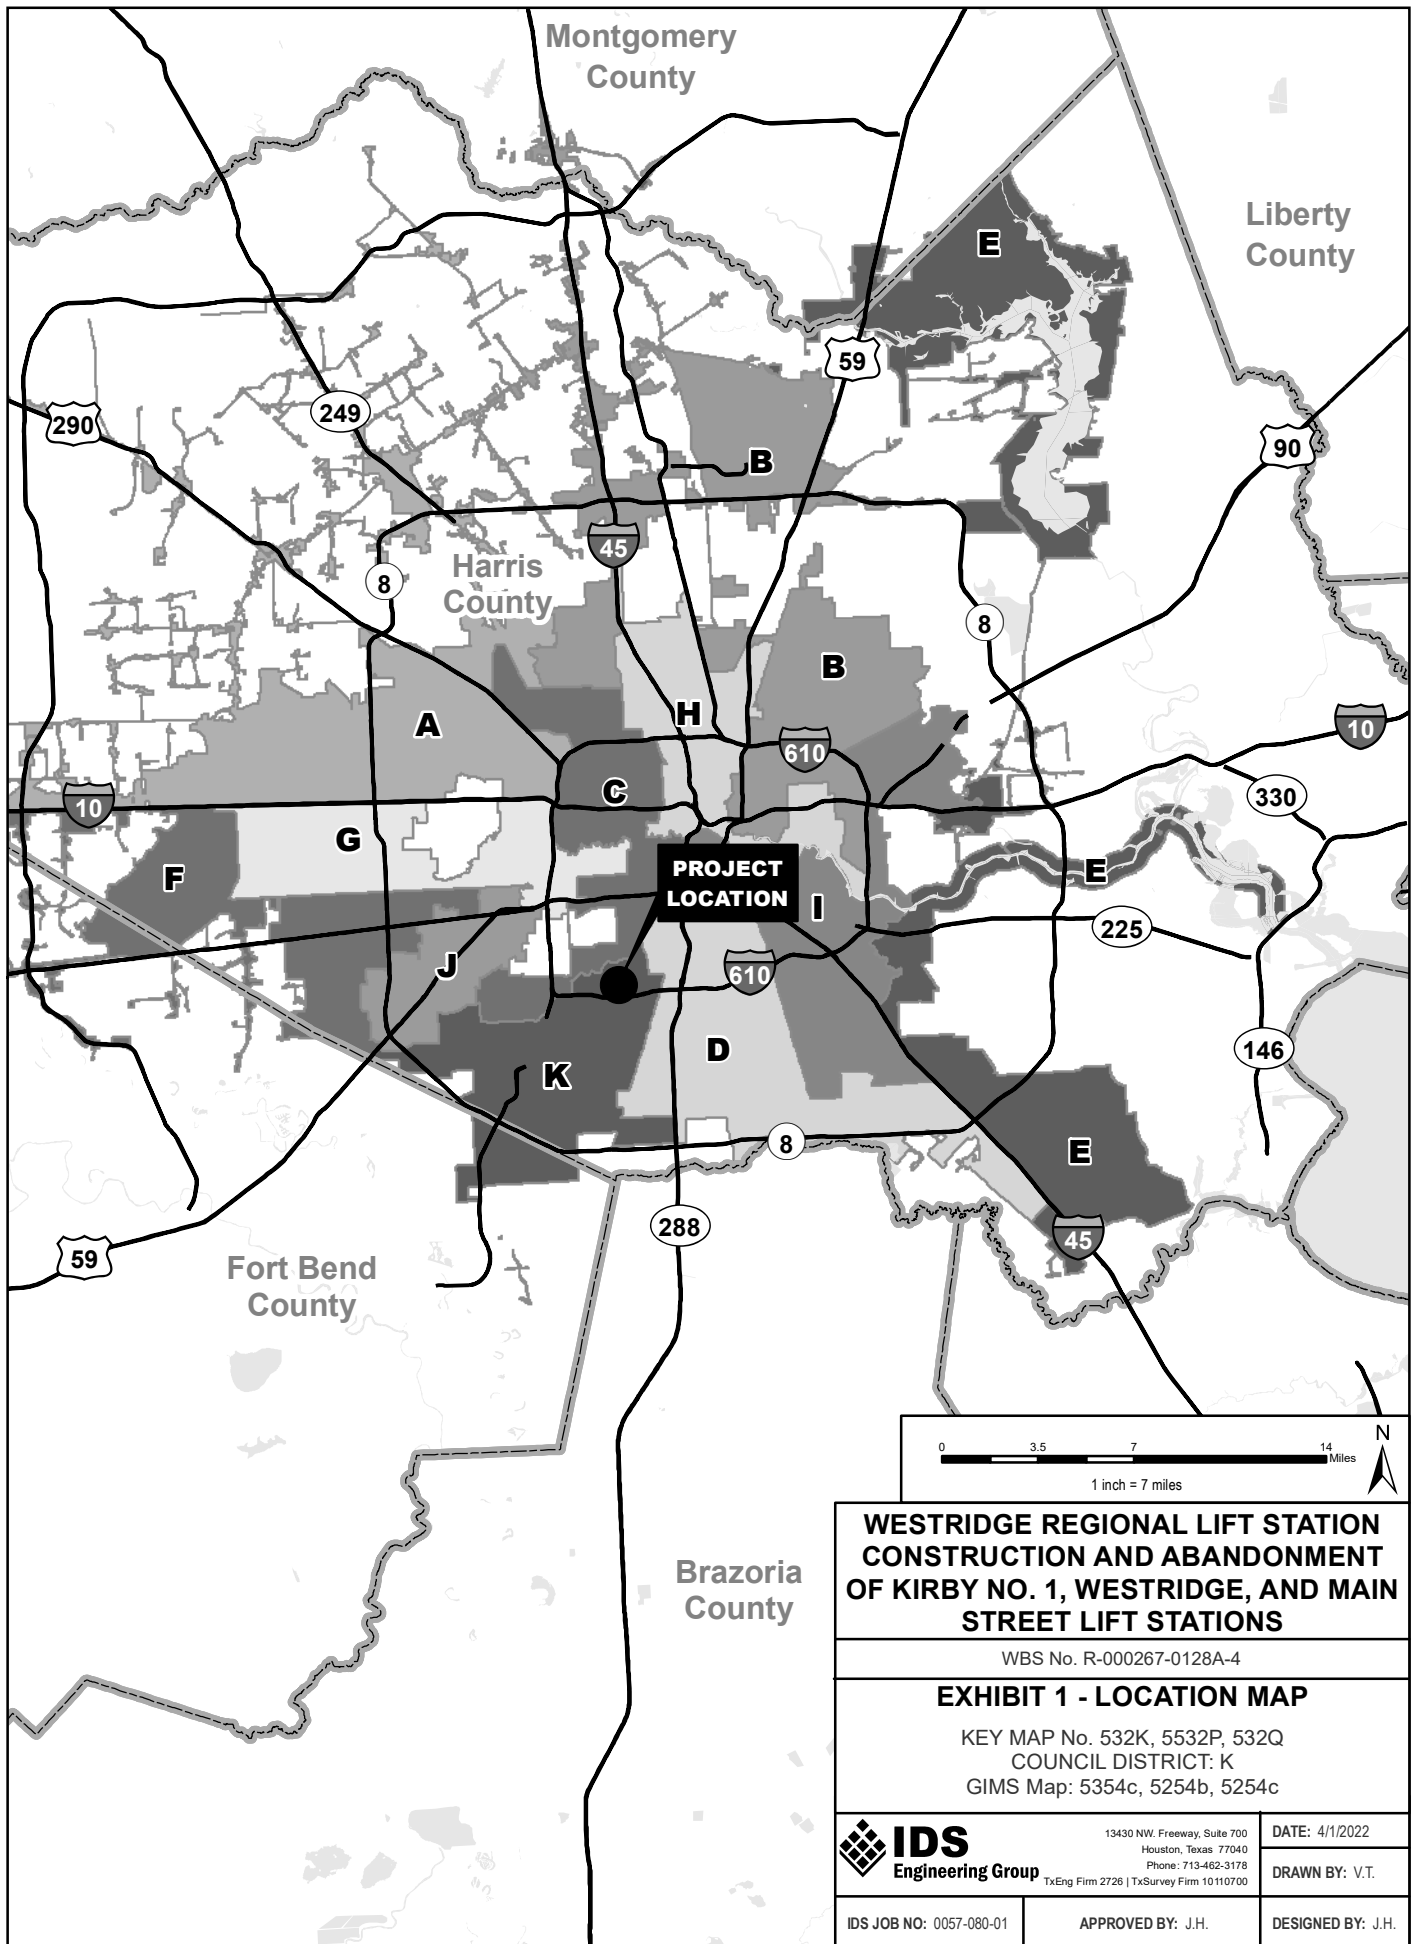 Montgomery
County
Liberty
County
E
59
290
249
B
90
45
Harris
County
8
8
B
A
H
610
10
C
10
330
G
F
PROJECT
LOCATION
E
I
225
J
610
D
146
K
8
E
288
45
59
Fort Bend
County
0 3.5 7 14
Miles
1 inch = 7 miles
N
Brazoria
County
WESTRIDGE REGIONAL LIFT STATION
CONSTRUCTION AND ABANDONMENT
OF KIRBY NO. 1, WESTRIDGE, AND MAIN
STREET LIFT STATIONS
WBS No. R-000267-0128A-4
EXHIBIT 1 - LOCATION MAP
KEY MAP No. 532K, 5532P, 532Q
COUNCIL DISTRICT: K
GIMS Map: 5354c, 5254b, 5254c
IDS
Engineering Group
13430 NW. Freeway, Suite 700
Houston, Texas 77040
Phone: 713-462-3178
TxEng Firm 2726 | TxSurvey Firm 10110700
DATE: 4/1/2022
DRAWN BY: V.T.
IDS JOB NO: 0057-080-01
APPROVED BY: J.H.
DESIGNED BY: J.H.